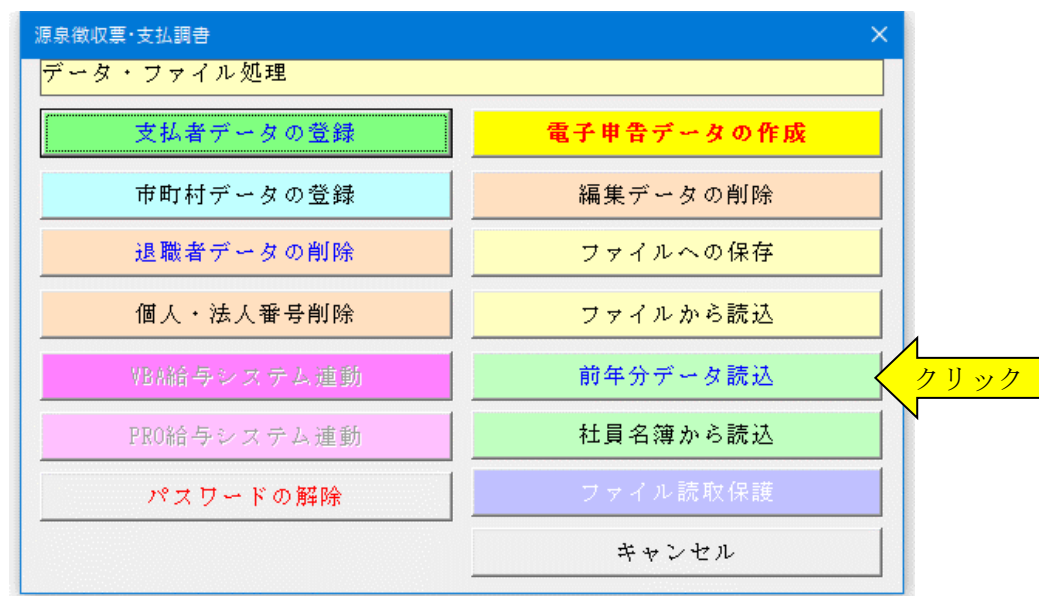 源泉徴収票・支払調書
データ・ファイル処理
支払者データの登録
電子申告データの作成
市町村データの登録
編集データの削除
退職者データの削除
ファイルへの保存
個人・法人番号削除
ファイルから読込
VBA給与システム連動
前年分データ読込
クリック
PRO給与システム連動
社員名簿から読込
パスワードの解除
ファイル読取保護
キャンセル